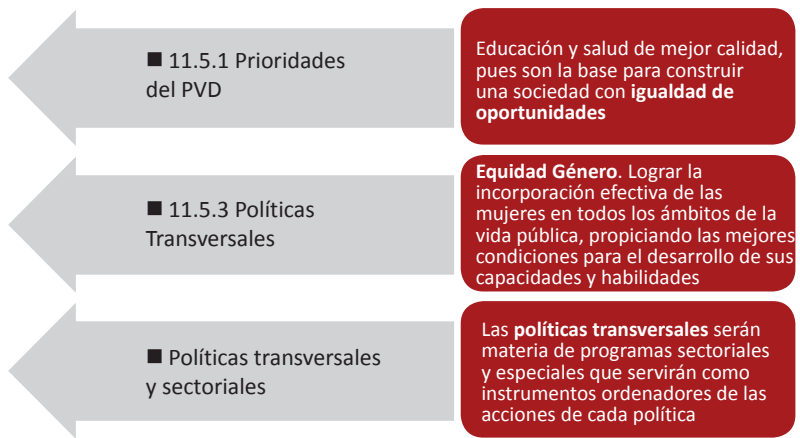 ■ 11.5.1 Prioridades
del PVD
Educación y salud de mejor calidad,
pues son la base para construir
una sociedad con igualdad de
oportunidades
■ 11.5.3 Políticas
Transversales
Equidad Género. Lograr la
incorporación efectiva de las
mujeres en todos los ámbitos de la
vida pública, propiciando las mejores
condiciones para el desarrollo de sus
capacidades y habilidades
■ Políticas transversales
y sectoriales
Las políticas transversales serán
materia de programas sectoriales
y especiales que servirán como
instrumentos ordenadores de las
acciones de cada política